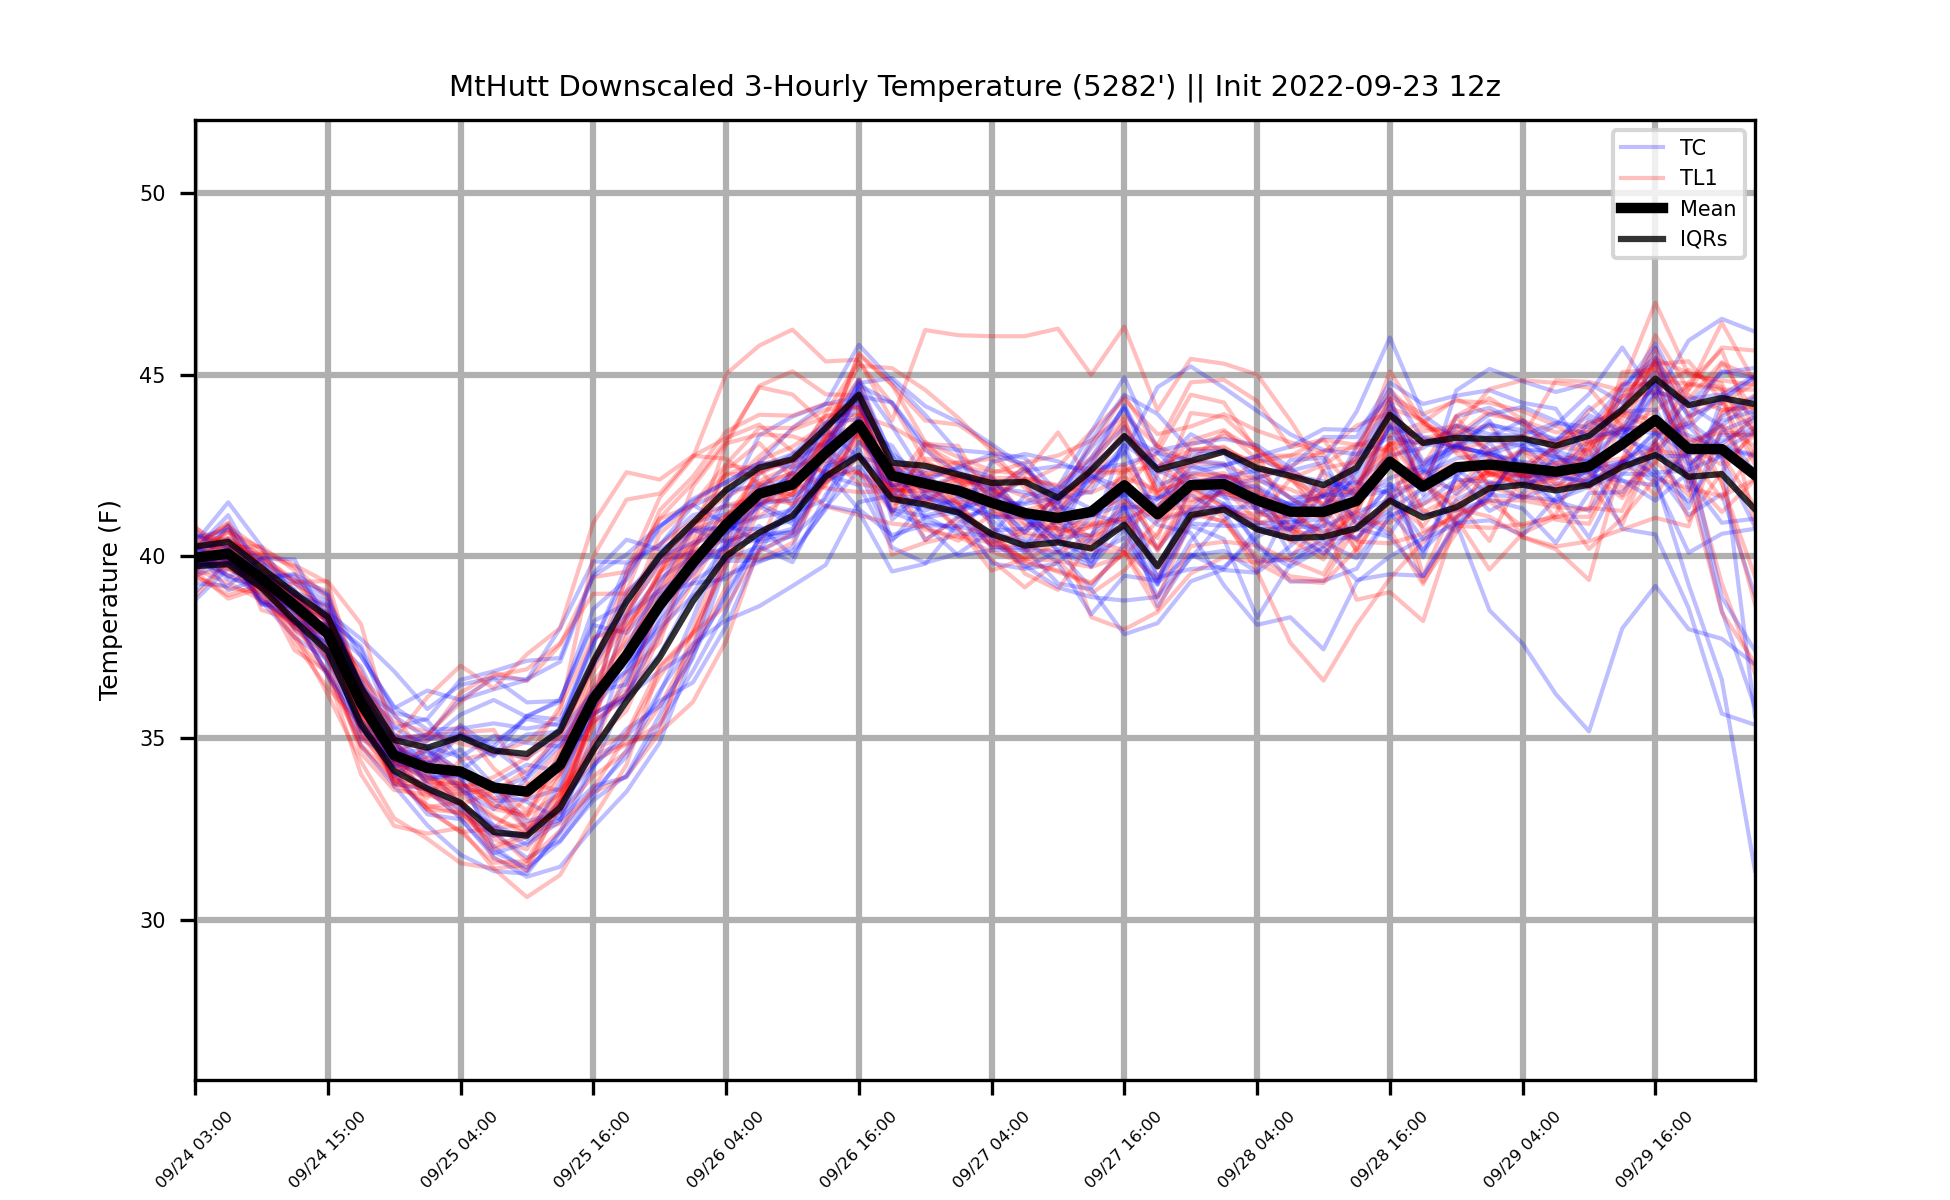 MtHutt Downscaled 3-Hourly Temperature (5282') || Init 2022-09-23 12z
TC
TL1
Mean
IQRs
Temperature (F)
50
45
40
35
30
09/24 03:00
09/24 15:00
09/25 04:00
09/25 16:00
09/26 04:00
09/26 16:00
09/27 04:00
09/27 16:00
09/28 04:00
09/28 16:00
09/29 04:00
09/29 16:00